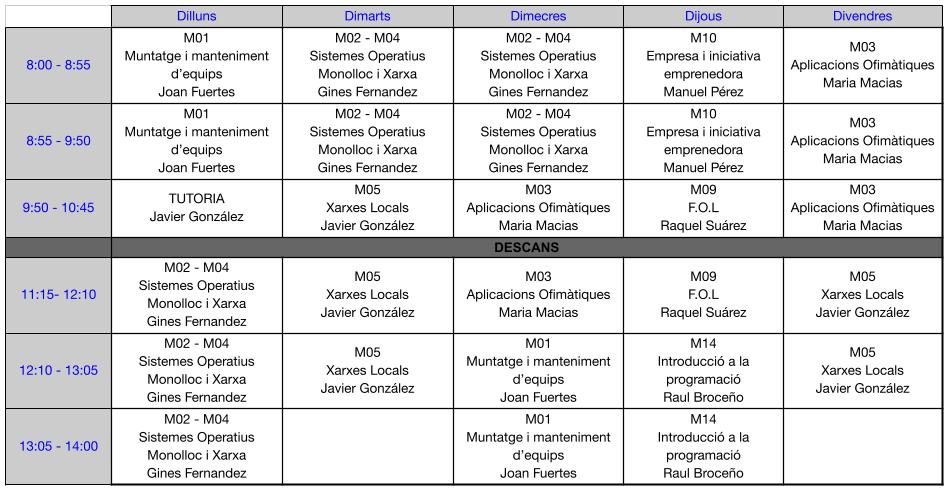 Dilluns Dimarts Dimecres Dijous Divendres
8:00 - 8:55
M01
Muntatge i manteniment
d'equips
Joan Fuertes
M02 - M04
Sistemes Operatius
Monolloc i Xarxa
Gines Fernandez
M02 - M04
Sistemes Operatius
Monolloc i Xarxa
Gines Fernandez
M10
Empresa i iniciativa
emprenedora
Manuel Pérez
M03
Aplicacions Ofimàtiques
Maria Macias
8:55 - 9:50
M01
Muntatge i manteniment
d'equips
Joan Fuertes
M02 - M04
Sistemes Operatius
Monolloc i Xarxa
Gines Fernandez
M02 - M04
Sistemes Operatius
Monolloc i Xarxa
Gines Fernandez
M10
Empresa i iniciativa
emprenedora
Manuel Pérez
M03
Aplicacions Ofimàtiques
Maria Macias
9:50 - 10:45
TUTORIA
Javier González
M05
Xarxes Locals
Javier González
M03
Aplicacions Ofimàtiques
Maria Macias
M09
F.O.L
Raquel Suárez
M03
Aplicacions Ofimàtiques
Maria Macias
DESCANS
11:15- 12:10
M02 - M04
Sistemes Operatius
Monolloc i Xarxa
Gines Fernandez
M05
Xarxes Locals
Javier González
M03
Aplicacions Ofimàtiques
Maria Macias
M09
F.O.L
Raquel Suárez
M05
Xarxes Locals
Javier González
12:10 - 13:05
M02 - M04
Sistemes Operatius
Monolloc i Xarxa
Gines Fernandez
M05
Xarxes Locals
Javier González
M01
Muntatge i manteniment
d'equips
Joan Fuertes
M14
Introducció a la
programació
Raul Broceño
M05
Xarxes Locals
Javier González
13:05 - 14:00
M02 - M04
Sistemes Operatius
Monolloc i Xarxa
Gines Fernandez
M01
Muntatge i manteniment
d'equips
Joan Fuertes
M14
Introducció a la
programació
Raul Broceño